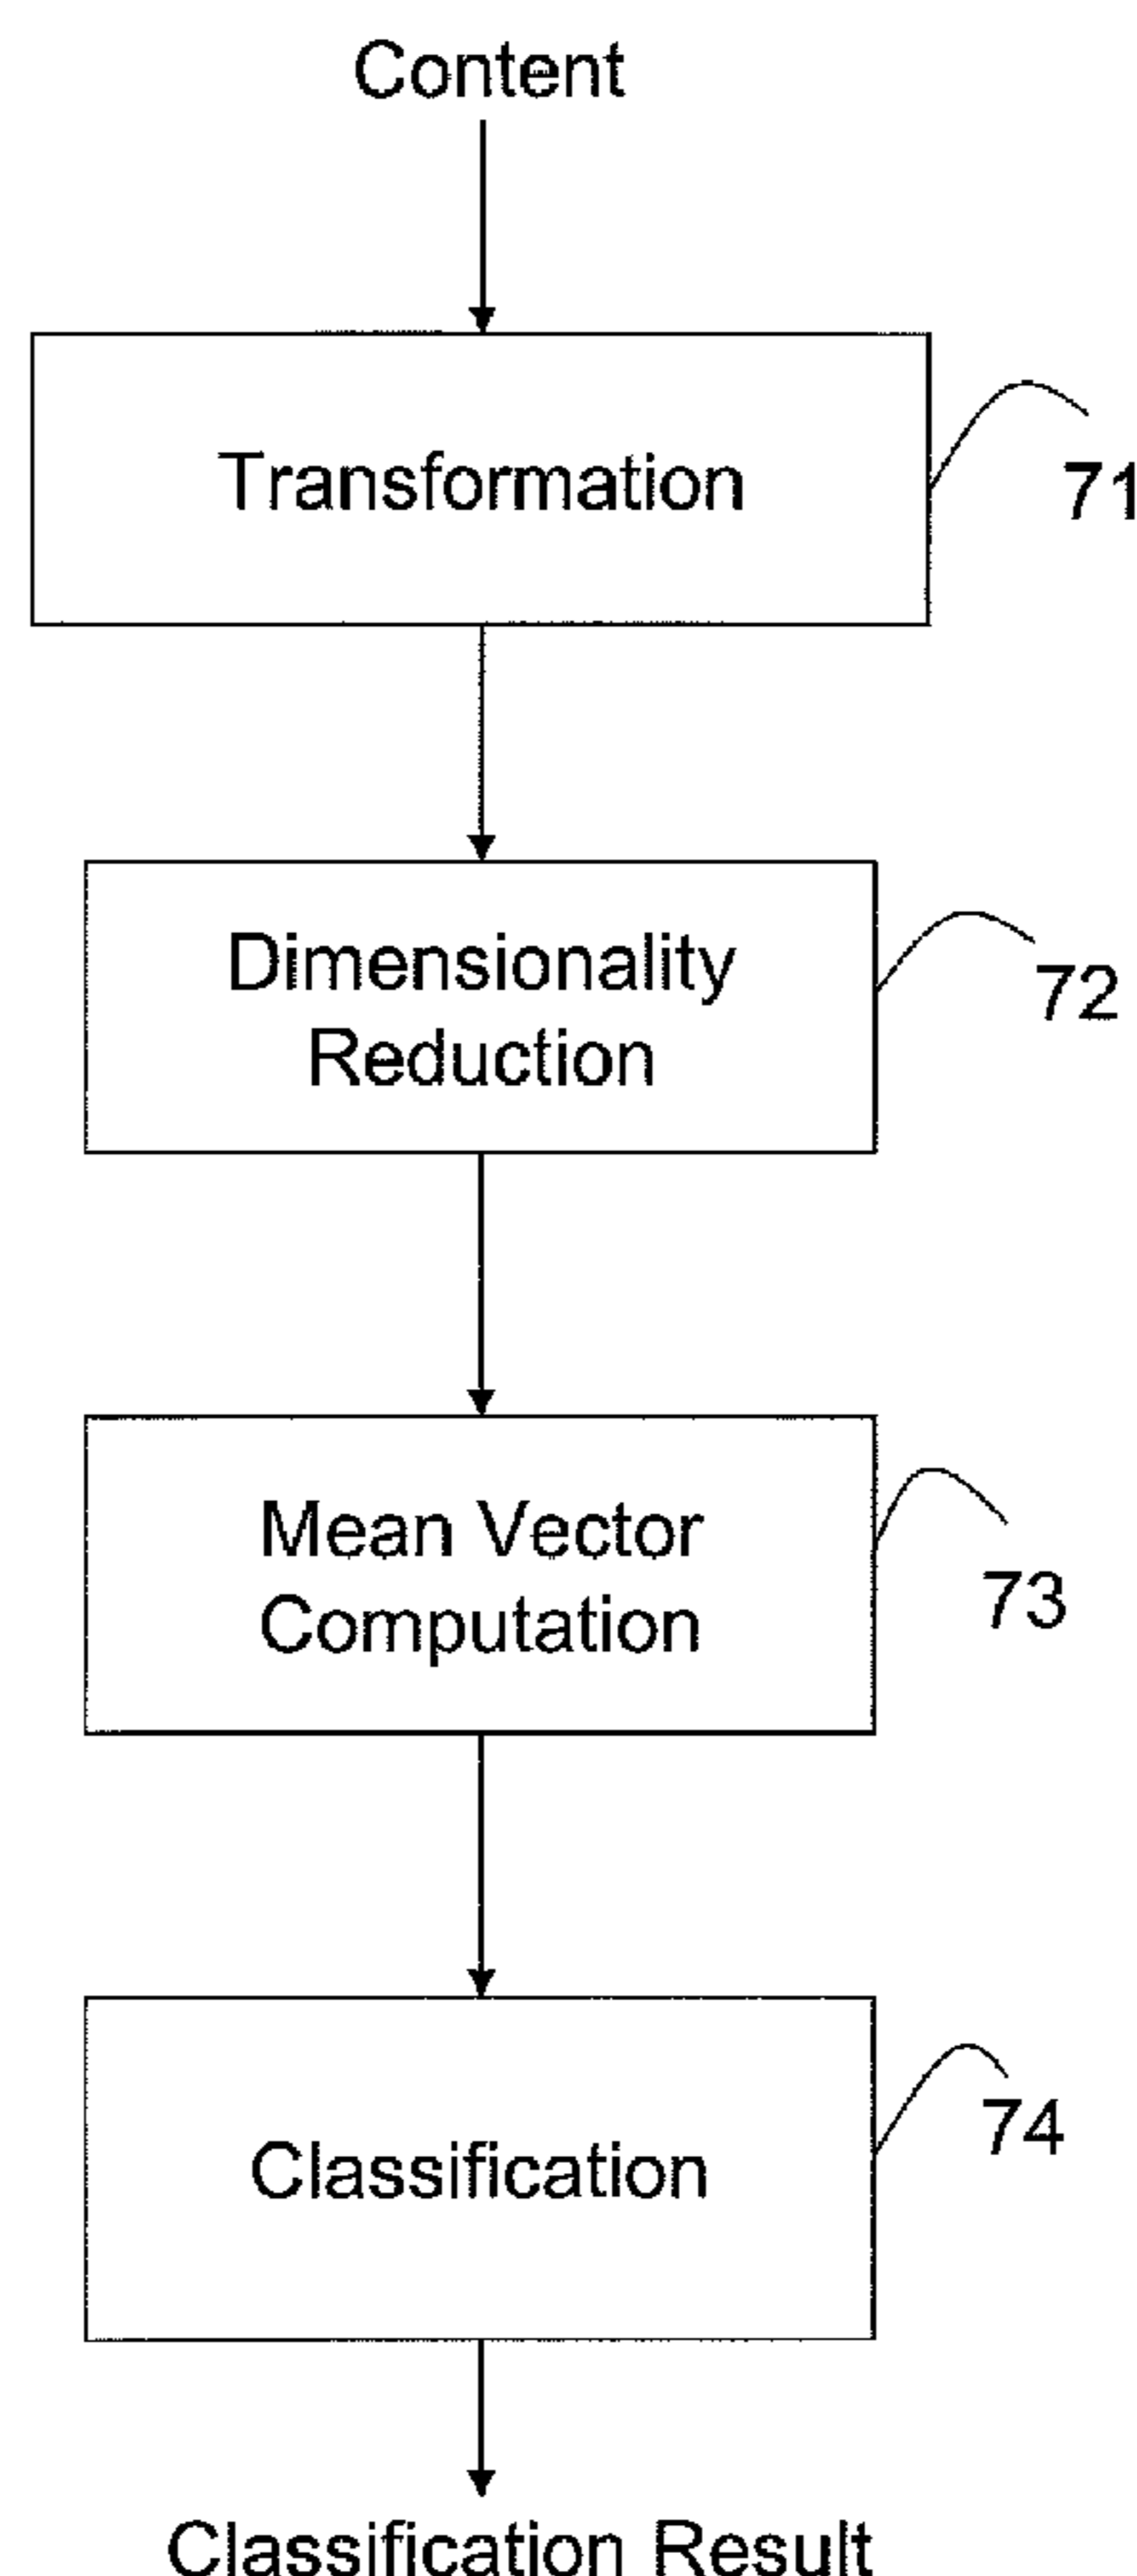 Content
Transformation
71
Dimensionality
Reduction
72
Mean Vector
Computation
73
Classification
74
Classification Result